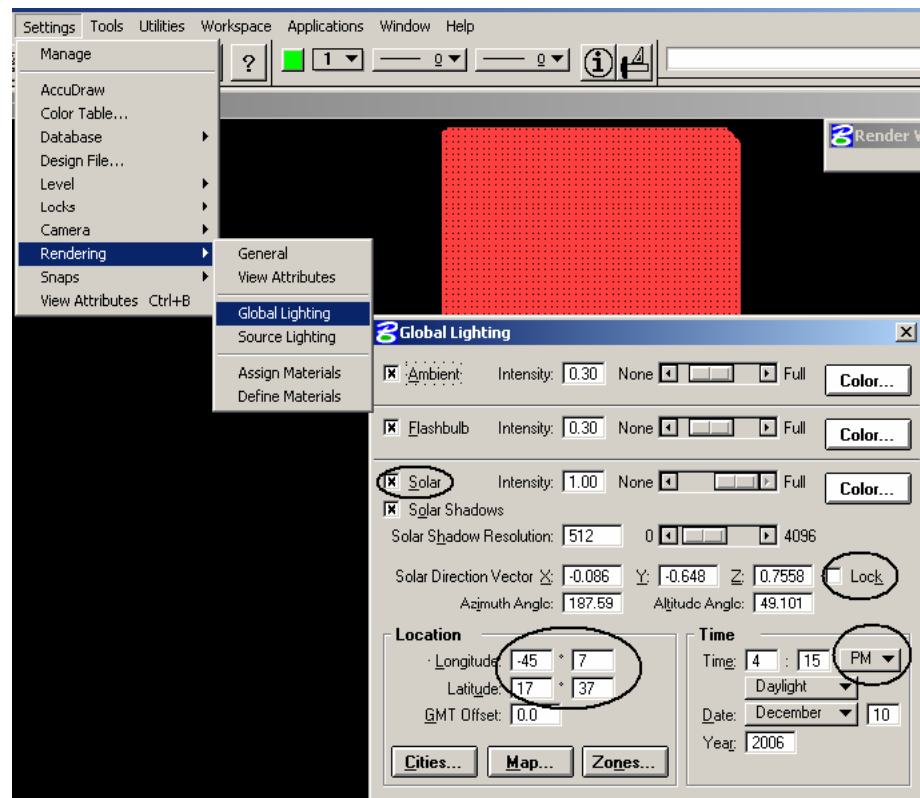 Settings Tools Utilities Workspace Applications Window Help
Manage
? 1 0 0
AccuDraw
Color Table...
Database
Design File...
Level
Locks
Camera
Rendering
Snaps
View Attributes Ctrl+B
General
View Attributes
Global Lighting
Source Lighting
Assign Materials
Define Materials
Render
Global Lighting
Ambient Intensity: 0.30 None Full Color...
Flashbulb Intensity: 0.30 None Full Color...
Solar Intensity: 1.00 None Full Color...
Solar Shadows
Solar Shadow Resolution: 512 0 4096
Solar Direction Vector X: -0.086 Y: -0.648 Z: 0.7558 Lock
Azimuth Angle: 187.59 Altitude Angle: 49.101
Location
Longitude: -45 ° 7
Latitude: 17 ° 37
GMT Offset: 0.0
Cities... Map... Zones...
Time
Time: 4 : 15 PM
Daylight
Date: December 10
Year: 2006